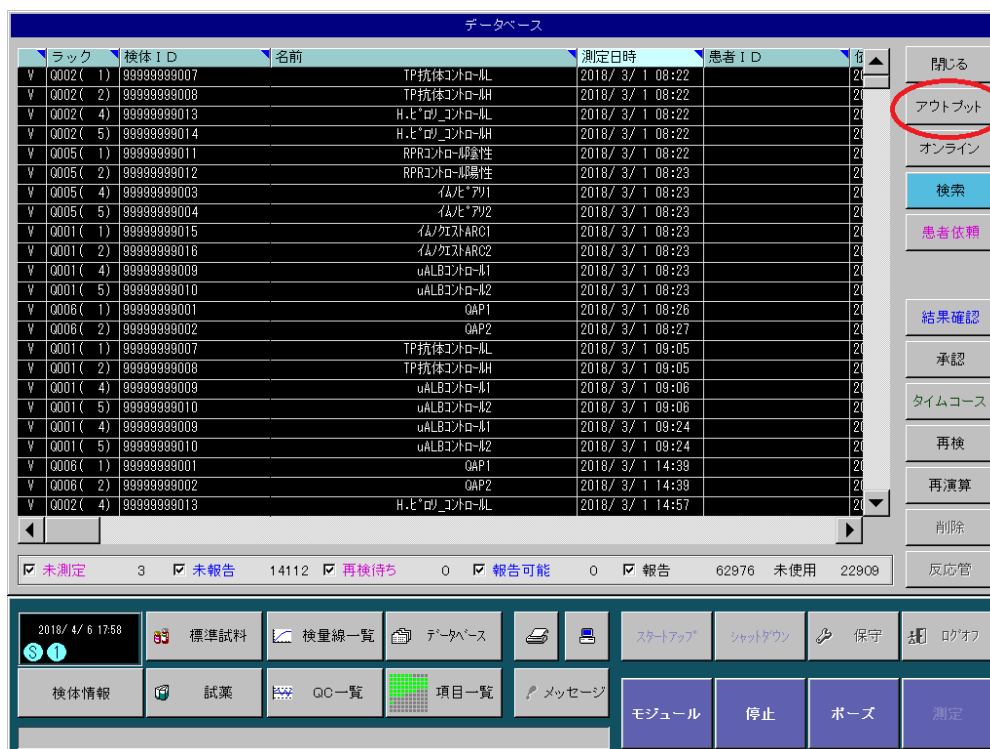 データベース
ラック 検体ID 名前 測定日時 患者ID
V Q002( 1) 99999999007 TP抗体コントロールL 2018/ 3/ 1 08:22 20
V Q002( 2) 99999999008 TP抗体コントロールH 2018/ 3/ 1 08:22 20
V Q002( 4) 99999999013 H.ピロリ_コントロールL 2018/ 3/ 1 08:22 20
V Q002( 5) 99999999014 H.ピロリ_コントロールH 2018/ 3/ 1 08:22 20
V Q005( 1) 99999999011 RPRコントロール陰性 2018/ 3/ 1 08:22 20
V Q005( 2) 99999999012 RPRコントロール陽性 2018/ 3/ 1 08:23 20
V Q005( 4) 99999999003 イムノピアリ1 2018/ 3/ 1 08:23 20
V Q005( 5) 99999999004 イムノピアリ2 2018/ 3/ 1 08:23 20
V Q001( 1) 99999999015 イムノクエストARC1 2018/ 3/ 1 08:23 20
V Q001( 2) 99999999016 イムノクエストARC2 2018/ 3/ 1 08:23 20
V Q001( 4) 99999999009 uALBコントロール1 2018/ 3/ 1 08:23 20
V Q001( 5) 99999999010 uALBコントロール2 2018/ 3/ 1 08:23 20
V Q006( 1) 99999999001 QAP1 2018/ 3/ 1 08:26 20
V Q006( 2) 99999999002 QAP2 2018/ 3/ 1 08:27 20
V Q001( 1) 99999999007 TP抗体コントロールL 2018/ 3/ 1 09:05 20
V Q001( 2) 99999999008 TP抗体コントロールH 2018/ 3/ 1 09:05 20
V Q001( 4) 99999999009 uALBコントロール1 2018/ 3/ 1 09:06 20
V Q001( 5) 99999999010 uALBコントロール2 2018/ 3/ 1 09:06 20
V Q001( 4) 99999999009 uALBコントロール1 2018/ 3/ 1 09:24 20
V Q001( 5) 99999999010 uALBコントロール2 2018/ 3/ 1 09:24 20
V Q006( 1) 99999999001 QAP1 2018/ 3/ 1 14:39 20
V Q006( 2) 99999999002 QAP2 2018/ 3/ 1 14:39 20
V Q002( 4) 99999999013 H.ピロリ_コントロールL 2018/ 3/ 1 14:57 20
閉じる
アウトプット
オンライン
検索
患者依頼
結果確認
承認
タイムコース
再検
再演算
削除
反応管
未測定 3 未報告 14112 再検待ち 0 報告可能 0 報告 62976 未使用 22909
2018/ 4/ 6 17:58 標準試料 検量線一覧 データベース スタートアップ シャットダウン 保守 ログオフ
S 1
検体情報 試薬 QC一覧 項目一覧 メッセージ
モジュール 停止 ポーズ 測定